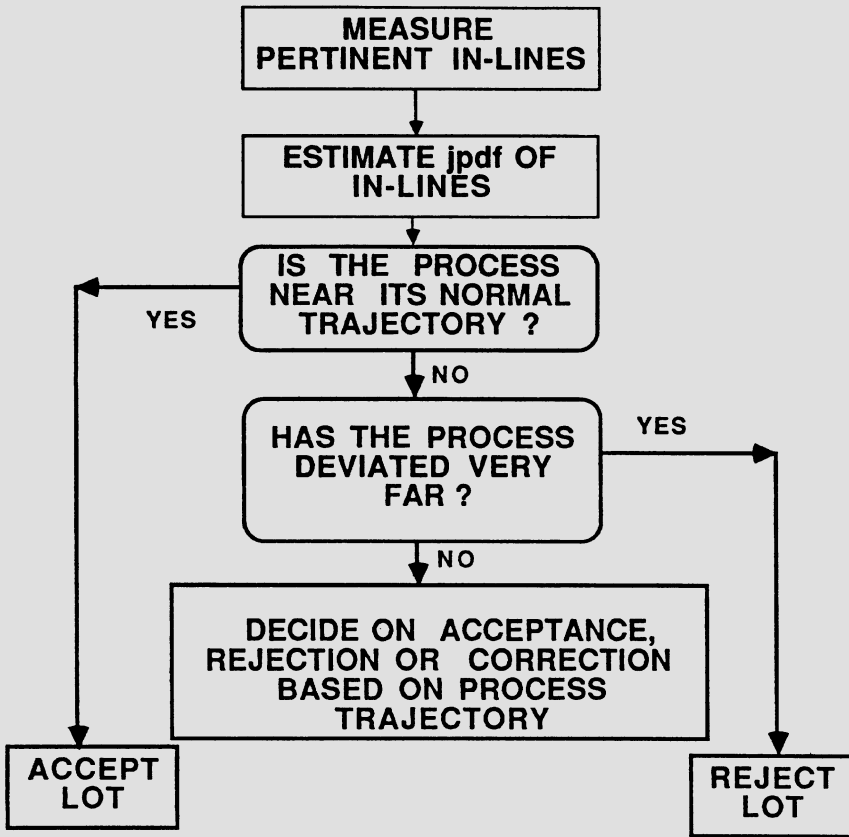 MEASURE
PERTINENT IN-LINES
ESTIMATE jpdf OF
IN-LINES
IS THE PROCESS
NEAR ITS NORMAL
TRAJECTORY ?
YES
NO
HAS THE PROCESS
DEVIATED VERY
FAR ?
YES
NO
DECIDE ON ACCEPTANCE,
REJECTION OR CORRECTION
BASED ON PROCESS
TRAJECTORY
ACCEPT
LOT
REJECT
LOT